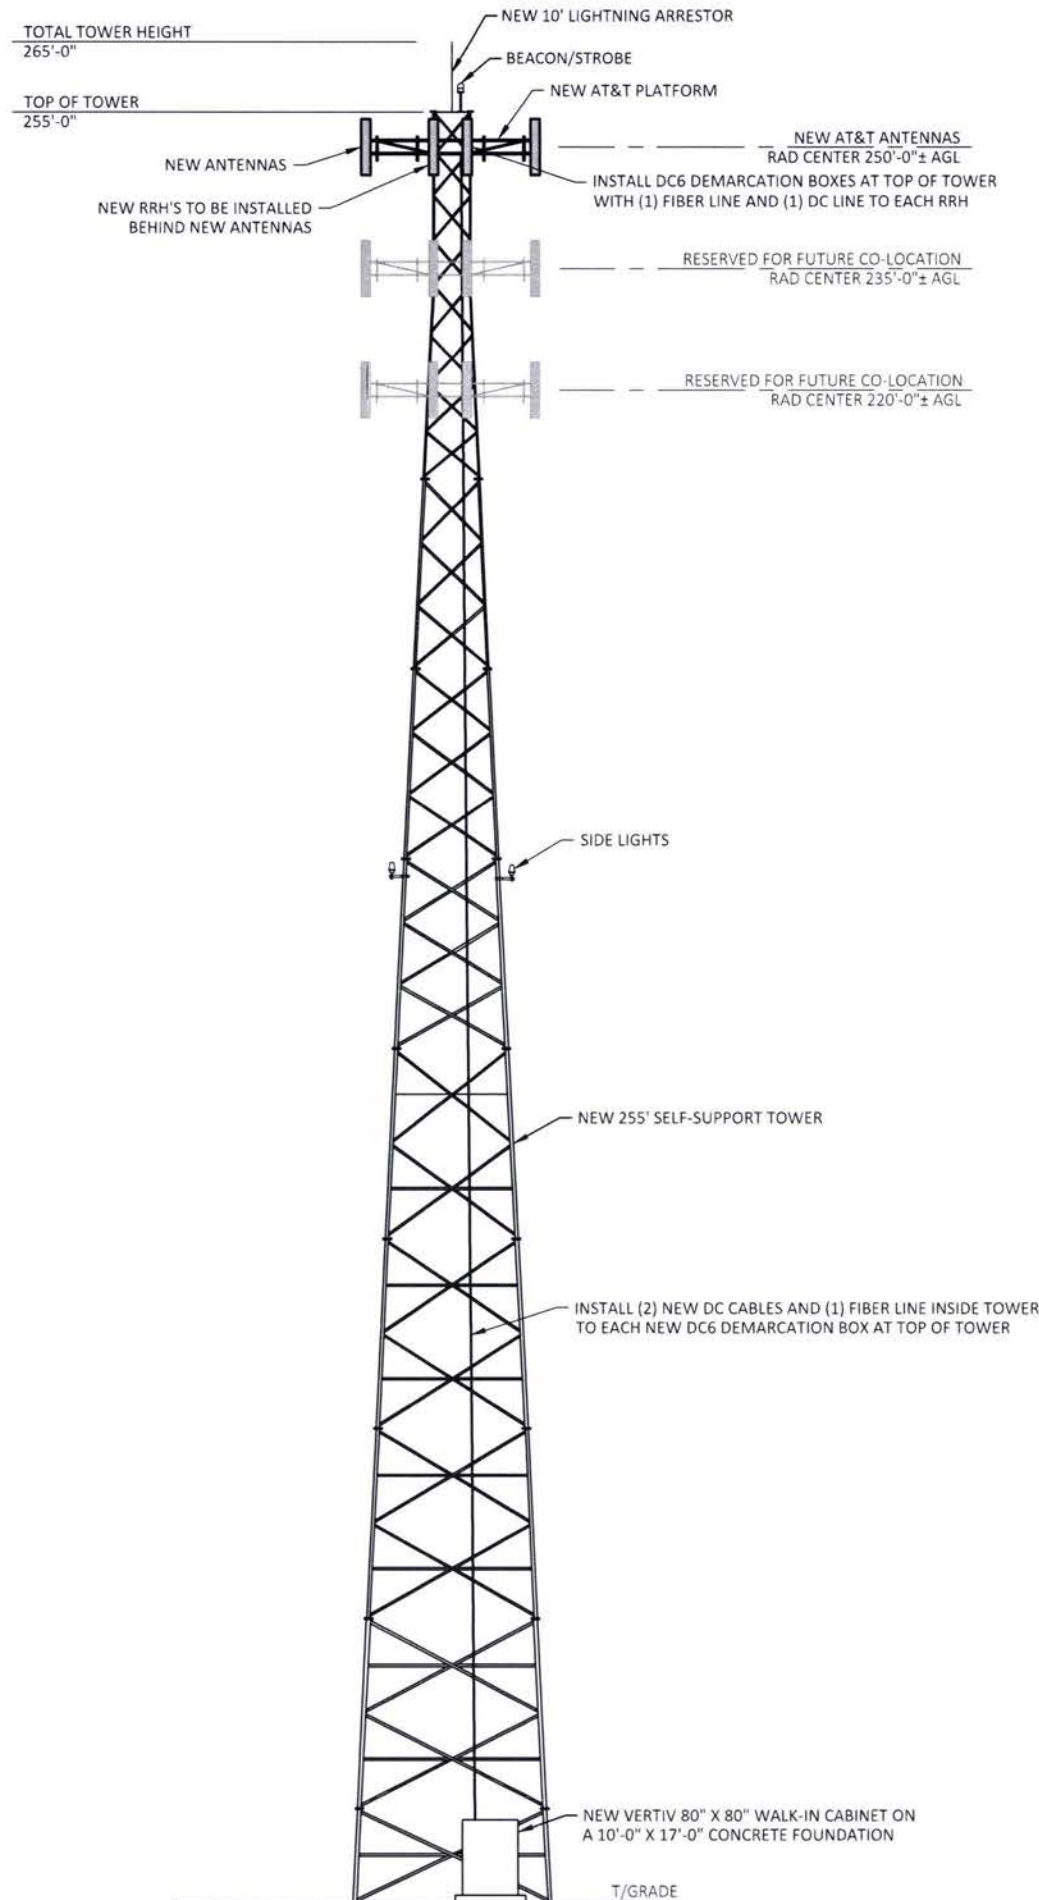 NEW 10' LIGHTNING ARRESTOR
TOTAL TOWER HEIGHT
265'-0"
BEACON/STROBE
NEW AT&T PLATFORM
TOP OF TOWER
255'-0"
NEW AT&T ANTENNAS
RAD CENTER 250'-0"± AGL
NEW ANTENNAS
INSTALL DC6 DEMARCATION BOXES AT TOP OF TOWER
WITH (1) FIBER LINE AND (1) DC LINE TO EACH RRH
NEW RRH'S TO BE INSTALLED
BEHIND NEW ANTENNAS
RESERVED FOR FUTURE CO-LOCATION
RAD CENTER 235'-0"± AGL
RESERVED FOR FUTURE CO-LOCATION
RAD CENTER 220'-0"± AGL
SIDE LIGHTS
NEW 255' SELF-SUPPORT TOWER
INSTALL (2) NEW DC CABLES AND (1) FIBER LINE INSIDE TOWER
TO EACH NEW DC6 DEMARCATION BOX AT TOP OF TOWER
NEW VERTIV 80" X 80" WALK-IN CABINET ON
A 10'-0" X 17'-0" CONCRETE FOUNDATION
T/GRADE